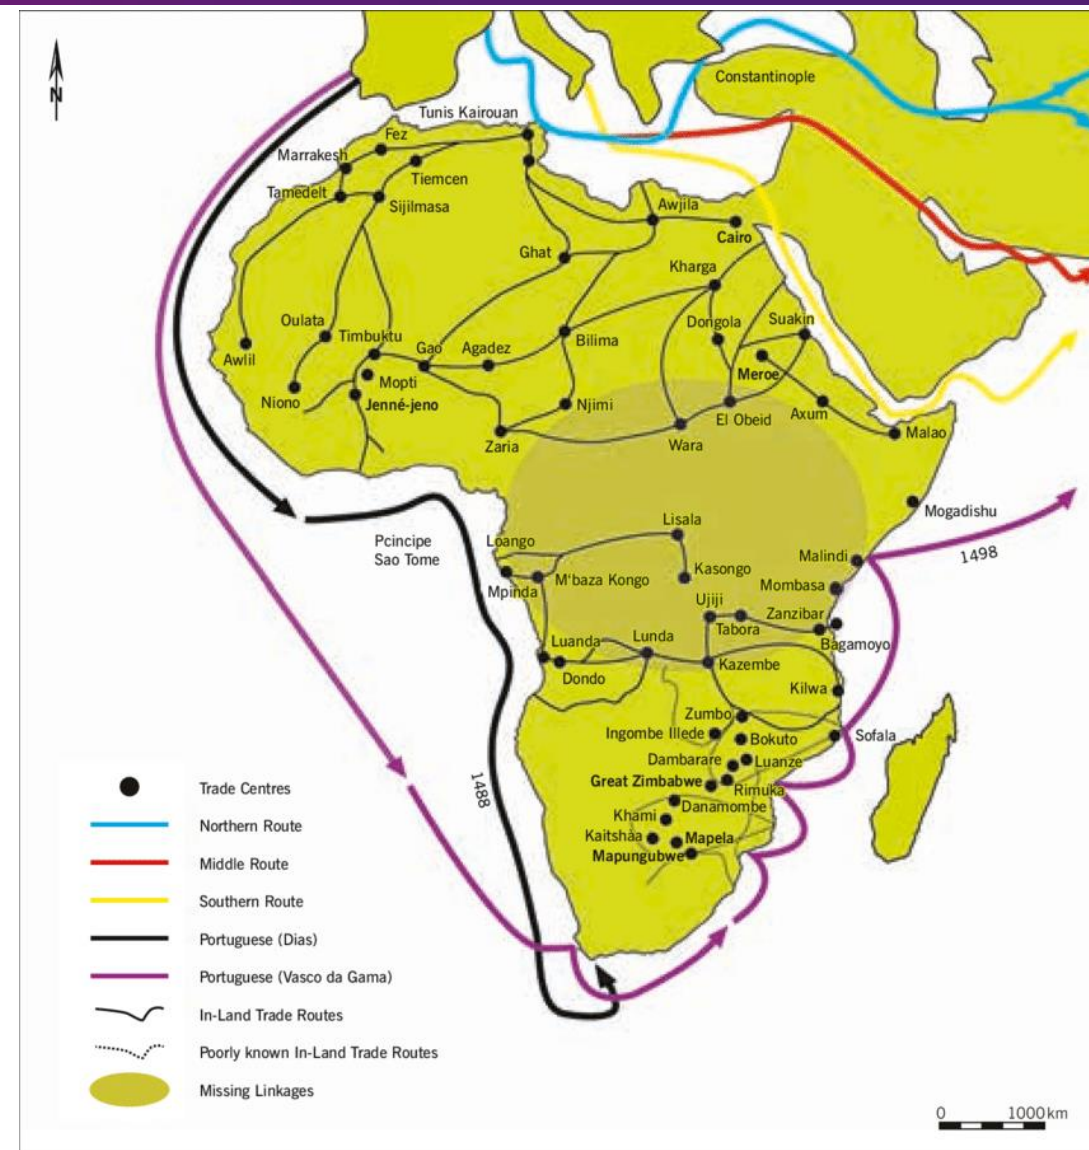 N
Constantinople
Tunis Kairouan
Fez
Marrakesh
Tiemcen
Tamedelt
Sijilmasa
Awjila
Cairo
Ghat
Kharga
Oulata
Timbuktu
Dongola
Suakin
Awlil
Gao
Agadez
Bilima
Mopti
Meroe
Niono
Jenné-jeno
Njimi
El Obeid
Axum
Zaria
Wara
Malao
Mogadishu
Lisala
Pcincipe
Sao Tome
Loango
Malindi
1498
Kasongo
M'baza Kongo
Mombasa
Mpinda
Ujiji
Zanzibar
Tabora
Bagamoyo
Luanda
Lunda
Kazembe
Dondo
Kilwa
Zumbo
Ingombe Illede
Bokuto
Sofala
Dambarare
Luanze
Great Zimbabwe
Rimuka
1488
Danamombe
Khami
Kaitshàa
Mapela
Mapungubwe
Trade Centres
Northern Route
Middle Route
Southern Route
Portuguese (Dias)
Portuguese (Vasco da Gama)
In-Land Trade Routes
Poorly known In-Land Trade Routes
Missing Linkages
0 1000 km